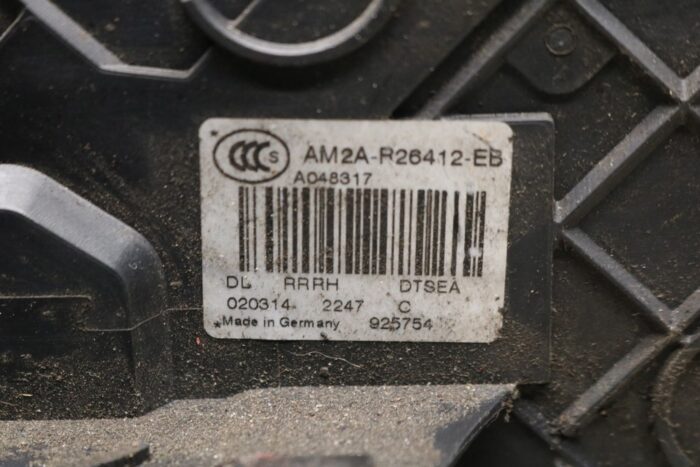 CCC S AM2A-R26412-EB
A048317
DL RRRH DTSEA
020314 2247 C
*Made in Germany 925754